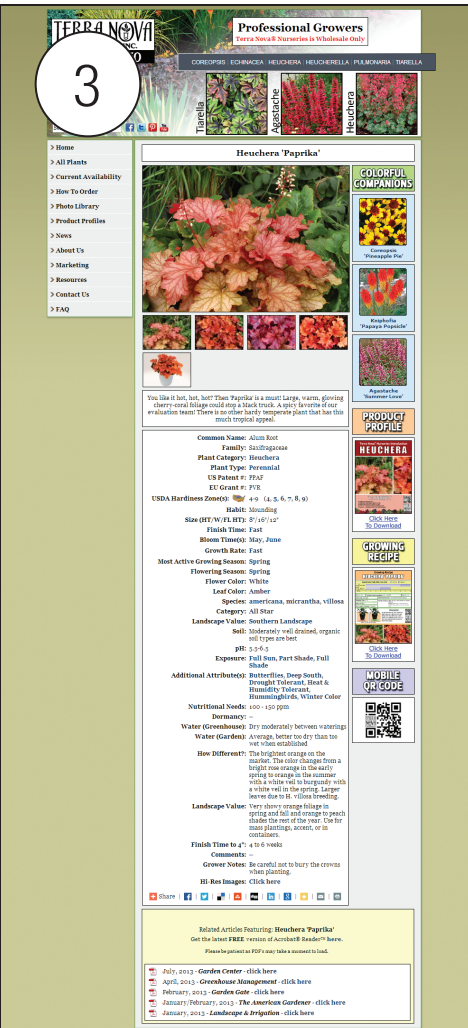 TERRA NOVA
INC.
3
Professional Growers
Terra Nova® Nurseries is Wholesale Only
COREOPSIS | ECHINACEA | HEUCHERA | HEUCHERELLA | PULMONARIA | TIARELLA
Tiarella
Agastache
Heuchera
Home
All Plants
Current Availability
How To Order
Photo Library
Product Profiles
News
About Us
Marketing
Resources
Contact Us
FAQ
Heuchera 'Paprika'
You like it hot, hot, hot? Then 'Paprika' is a must! Large, warm, glowing
cherry-coral foliage could stop a Mack truck. A spicy favorite of our
evaluation team! There is no other hardy temperate plant that has this
much tropical appeal.
Common Name: Alum Root
Family: Saxifragaceae
Plant Category: Heuchera
Plant Type: Perennial
US Patent #: PPAF
EU Grant #: PVR
USDA Hardiness Zone(s): 4-9 (4, 5, 6, 7, 8, 9)
Habit: Mounding
Size (HT/W/FL HT): 8"/16"/12"
Finish Time: Fast
Bloom Time(s): May, June
Growth Rate: Fast
Most Active Growing Season: Spring
Flowering Season: Spring
Flower Color: White
Leaf Color: Amber
Species: americana, micrantha, villosa
Category: All Star
Landscape Value: Southern Landscape
Soil: Moderately well drained, organic
soil types are best
pH: 5.5-6.5
Exposure: Full Sun, Part Shade, Full
Shade
Additional Attribute(s): Butterflies, Deep South,
Drought Tolerant, Heat &
Humidity Tolerant,
Hummingbirds, Winter Color
Nutritional Needs: 100 - 150 ppm
Dormancy: --
Water (Greenhouse): Dry moderately between waterings
Water (Garden): Average, better too dry than too
wet when established
How Different?: The brightest orange on the
market. The color changes from a
bright rose orange in the early
spring to orange in the summer
with a white veil to burgundy with
a white veil in the spring. Larger
leaves due to H. villosa breeding.
Landscape Value: Very showy orange foliage in
spring and fall and orange to peach
shades the rest of the year. Use for
mass plantings, accent, or in
containers.
Finish Time to 4": 4 to 6 weeks
Comments: --
Grower Notes: Be careful not to bury the crowns
when planting.
Hi-Res Images: Click here
Share
COLORFUL
COMPANIONS
Coreopsis
'Pineapple Pie'
Kniphofia
'Papaya Popsicle'
Agastache
'Summer Love'
PRODUCT
PROFILE
HEUCHERA
Click Here
To Download
GROWING
RECIPE
Click Here
To Download
MOBILE
QR CODE
Related Articles Featuring: Heuchera 'Paprika'
Get the latest FREE version of Acrobat® Reader™ here.
Please be patient as PDF's may take a moment to load.
July, 2013 - Garden Center - click here
April, 2013 - Greenhouse Management - click here
February, 2013 - Garden Gate - click here
January/February, 2013 - The American Gardener - click here
January, 2013 - Landscape & Irrigation - click here